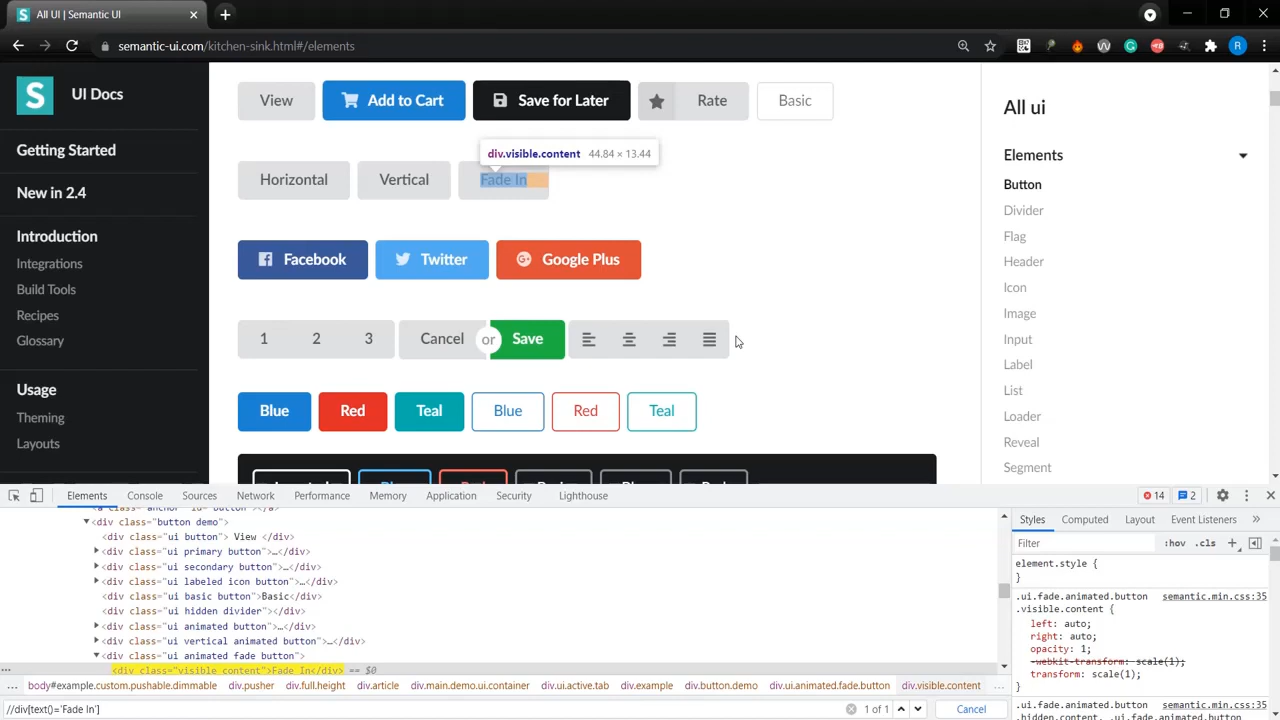 All UI | Semantic UI
semantic-ui.com/kitchen-sink.html#/elements
R
S
UI Docs
Getting Started
New in 2.4
Introduction
Integrations
Build Tools
Recipes
Glossary
Usage
Theming
Layouts
View
Add to Cart
Save for Later
Rate
Basic
div.visible.content 44.84 × 13.44
Horizontal
Vertical
Fade In
Facebook
Twitter
Google Plus
1 2 3
Cancel
or
Save
Blue
Red
Teal
Blue
Red
Teal
All ui
Elements
Button
Divider
Flag
Header
Icon
Image
Input
Label
List
Loader
Reveal
Segment
Elements Console Sources Network Performance Memory Application Security Lighthouse
14 2
<div class="button demo">
<div class="ui button"> View </div>
<div class="ui primary button">…</div>
<div class="ui secondary button">…</div>
<div class="ui labeled icon button">…</div>
<div class="ui basic button">Basic</div>
<div class="ui hidden divider"></div>
<div class="ui animated button">…</div>
<div class="ui vertical animated button">…</div>
<div class="ui animated fade button">
<div class="visible content">Fade In</div> == $0
… body#example.custom.pushable.dimmable div.pusher div.full.height div.article div.main.demo.ui.container div.ui.active.tab div.example div.button.demo div.ui.animated.fade.button div.visible.content …
//div[text()='Fade In']
1 of 1
Cancel
Styles Computed Layout Event Listeners »
Filter
:hov .cls +
element.style {
}
.ui.fade.animated.button semantic.min.css:35
.visible.content {
left: auto;
right: auto;
opacity: 1;
-webkit-transform: scale(1);
transform: scale(1);
}
.ui.fade.animated.button semantic.min.css:35
.hidden.content, .ui.fade.animated.button